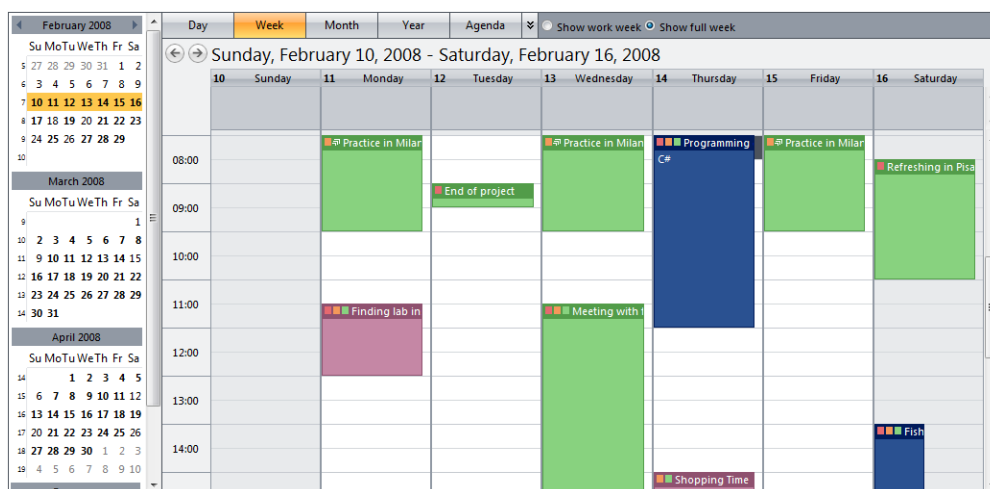 February 2008
Su Mo Tu We Th Fr Sa
5 27 28 29 30 31 1 2
6 3 4 5 6 7 8 9
7 10 11 12 13 14 15 16
8 17 18 19 20 21 22 23
9 24 25 26 27 28 29
10
March 2008
Su Mo Tu We Th Fr Sa
9 1
10 2 3 4 5 6 7 8
11 9 10 11 12 13 14 15
12 16 17 18 19 20 21 22
13 23 24 25 26 27 28 29
14 30 31
April 2008
Su Mo Tu We Th Fr Sa
14 1 2 3 4 5
15 6 7 8 9 10 11 12
16 13 14 15 16 17 18 19
17 20 21 22 23 24 25 26
18 27 28 29 30 1 2 3
19 4 5 6 7 8 9 10
Day Week Month Year Agenda Show work week Show full week
Sunday, February 10, 2008 - Saturday, February 16, 2008
10 Sunday 11 Monday 12 Tuesday 13 Wednesday 14 Thursday 15 Friday 16 Saturday
Practice in Milan Practice in Milan Programming Practice in Milan
08:00 C#
Refreshing in Pisa
End of project
09:00
10:00
11:00
Finding lab in Meeting with t
12:00
13:00
14:00
Fish
Shopping Time